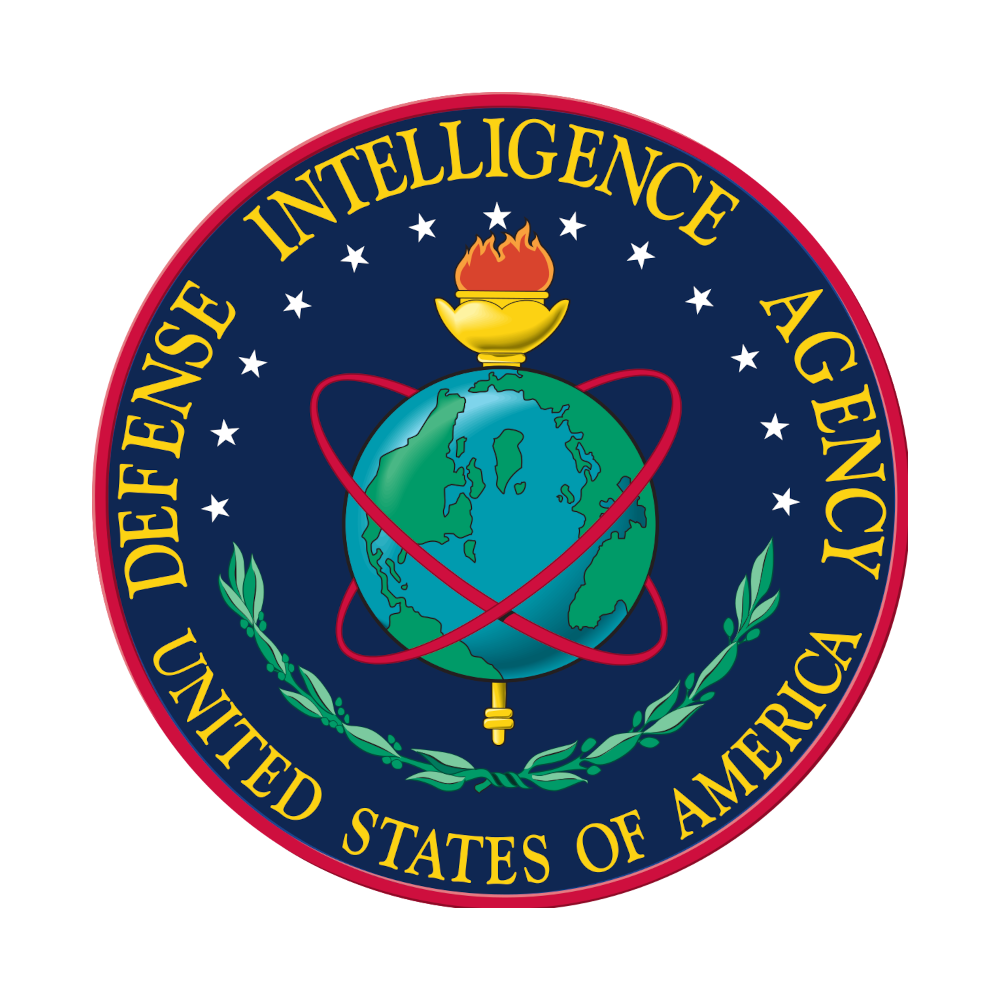 DEFENSE INTELLIGENCE AGENCY
UNITED STATES OF AMERICA